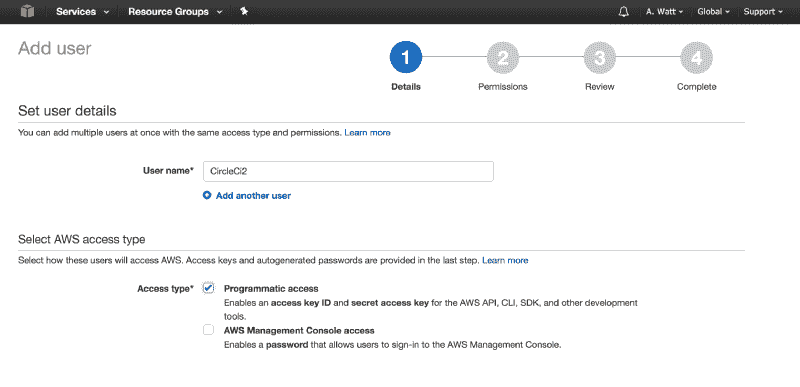 Services Resource Groups A. Watt Global Support
Add user
1 2 3 4
Details Permissions Review Complete
Set user details
You can add multiple users at once with the same access type and permissions. Learn more
User name* CircleCi2
Add another user
Select AWS access type
Select how these users will access AWS. Access keys and autogenerated passwords are provided in the last step. Learn more
Access type* Programmatic access
Enables an access key ID and secret access key for the AWS API, CLI, SDK, and other development
tools.
AWS Management Console access
Enables a password that allows users to sign-in to the AWS Management Console.